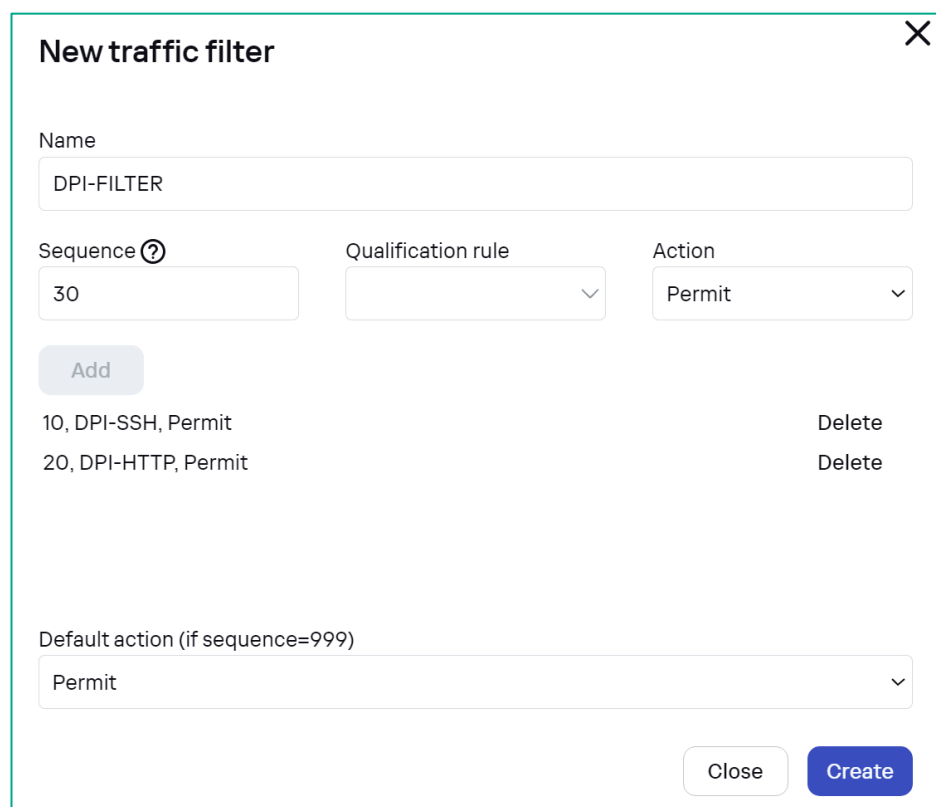 New traffic filter
Name
DPI-FILTER
Sequence ? Qualification rule Action
30 Permit
Add
10, DPI-SSH, Permit Delete
20, DPI-HTTP, Permit Delete
Default action (if sequence=999)
Permit
Close Create